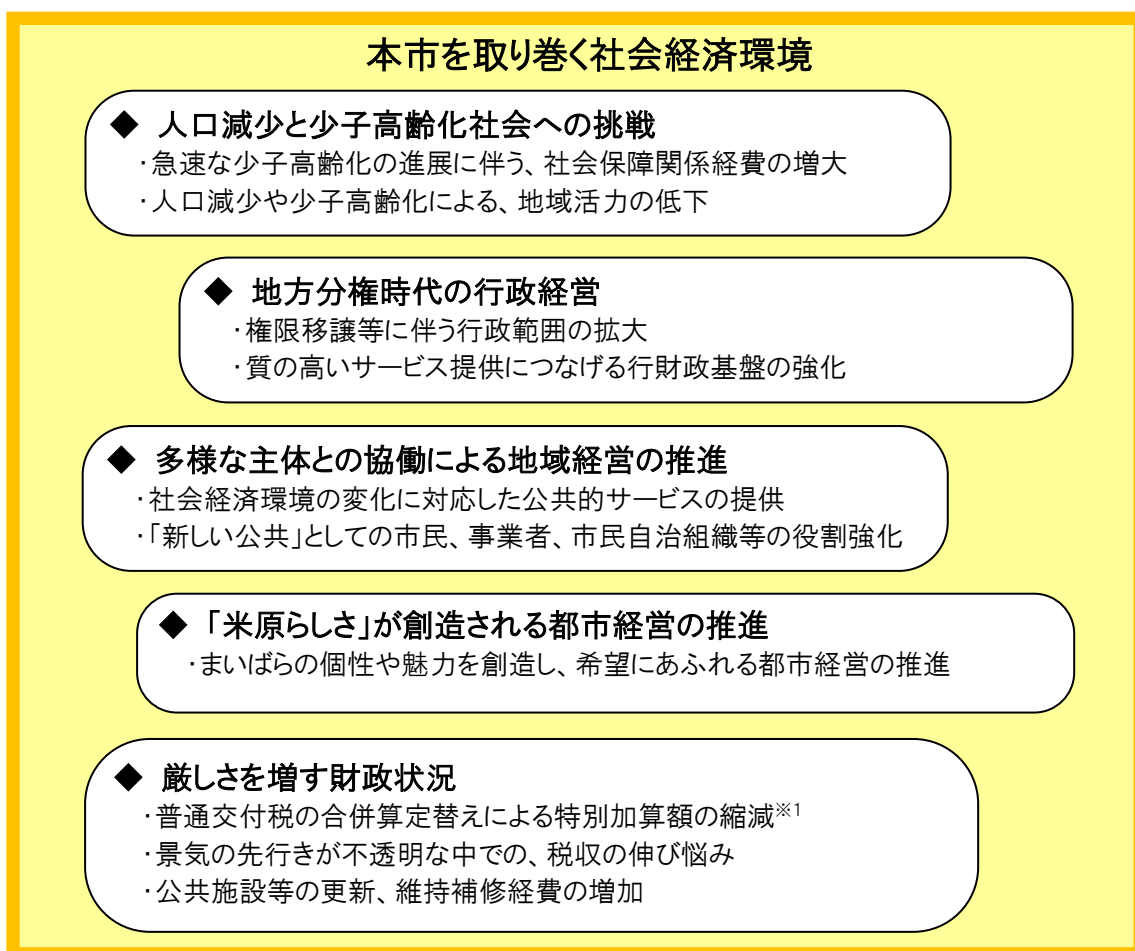 本市を取り巻く社会経済環境
◆ 人口減少と少子高齢化社会への挑戦
・急速な少子高齢化の進展に伴う、社会保障関係経費の増大
・人口減少や少子高齢化による、地域活力の低下
◆ 地方分権時代の行政経営
・権限移譲等に伴う行政範囲の拡大
・質の高いサービス提供につなげる行財政基盤の強化
◆ 多様な主体との協働による地域経営の推進
・社会経済環境の変化に対応した公共的サービスの提供
・「新しい公共」としての市民、事業者、市民自治組織等の役割強化
◆ 「米原らしさ」が創造される都市経営の推進
・まいばらの個性や魅力を創造し、希望にあふれる都市経営の推進
◆ 厳しさを増す財政状況
・普通交付税の合併算定替えによる特別加算額の縮減※1
・景気の先行きが不透明な中での、税収の伸び悩み
・公共施設等の更新、維持補修経費の増加